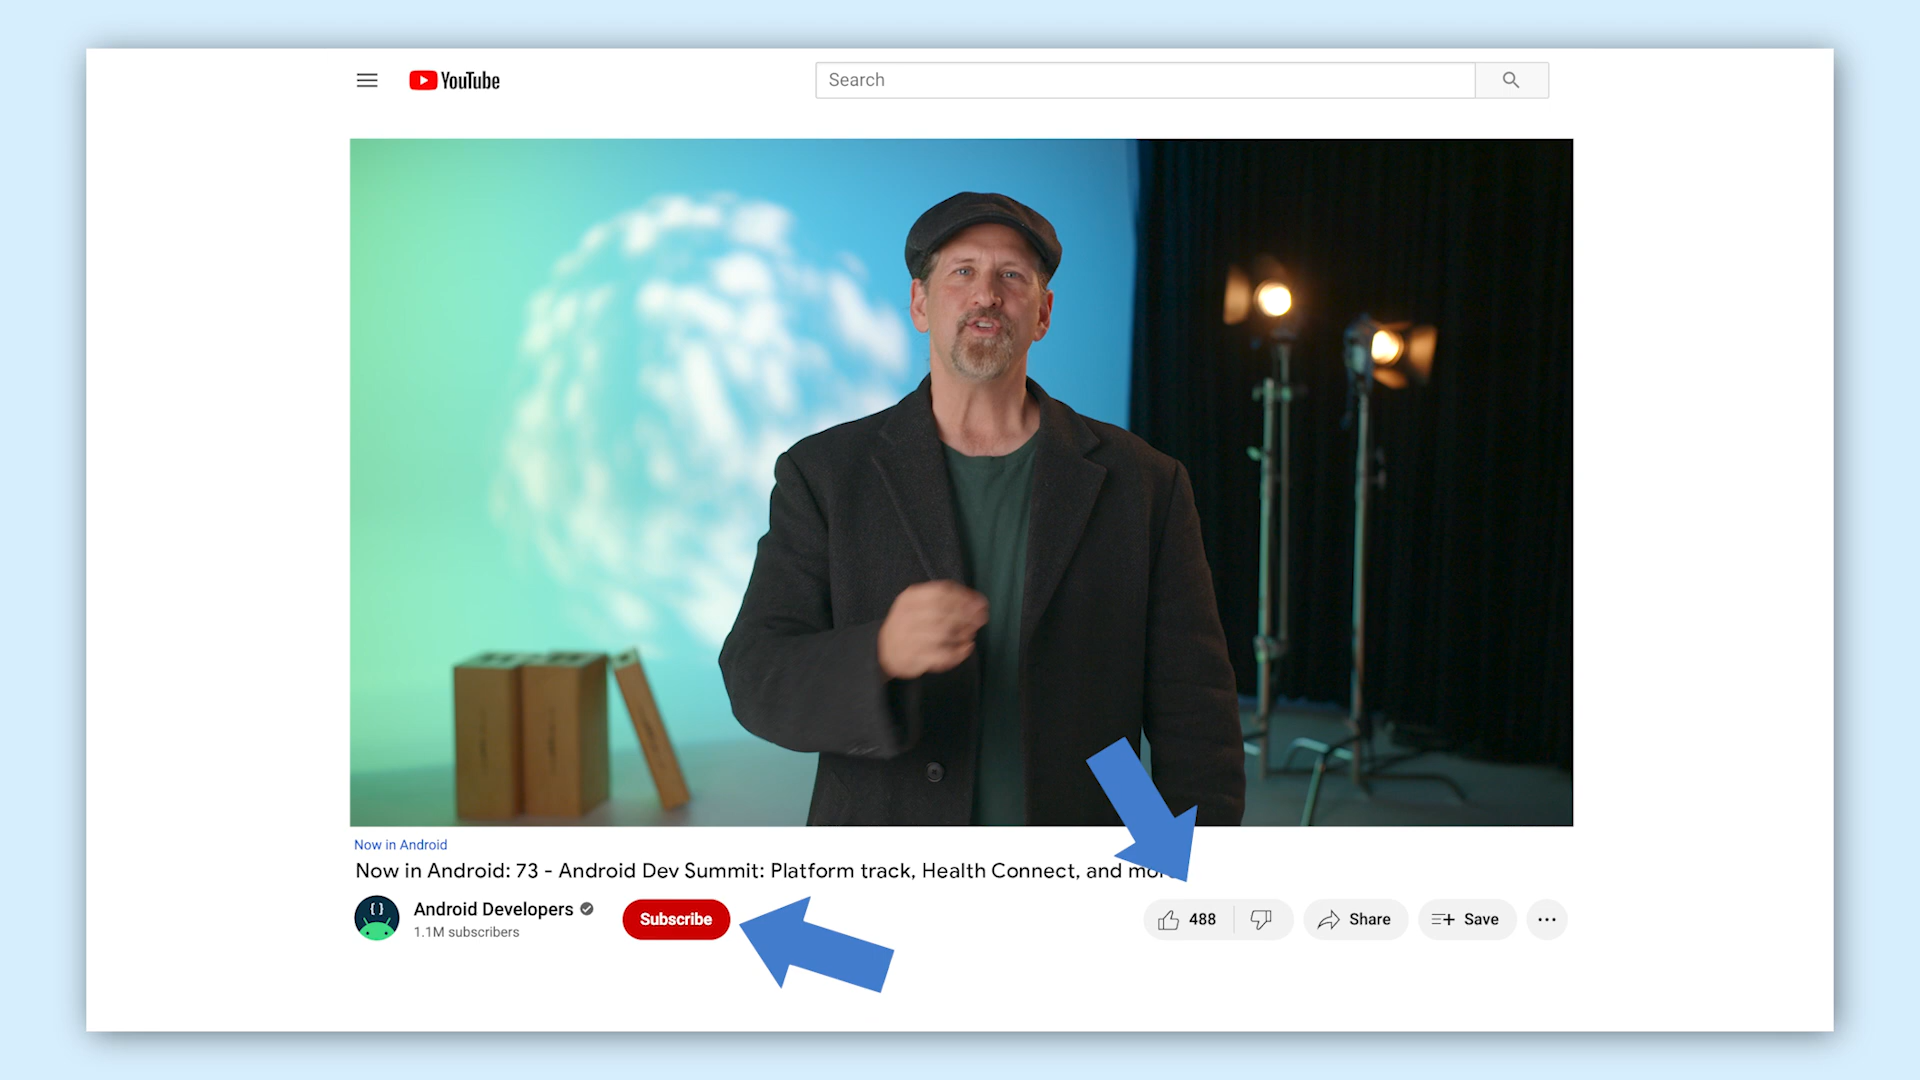 YouTube
Search
Now in Android
Now in Android: 73 - Android Dev Summit: Platform track, Health Connect, and more
Android Developers
1.1M subscribers
Subscribe
488
Share
Save